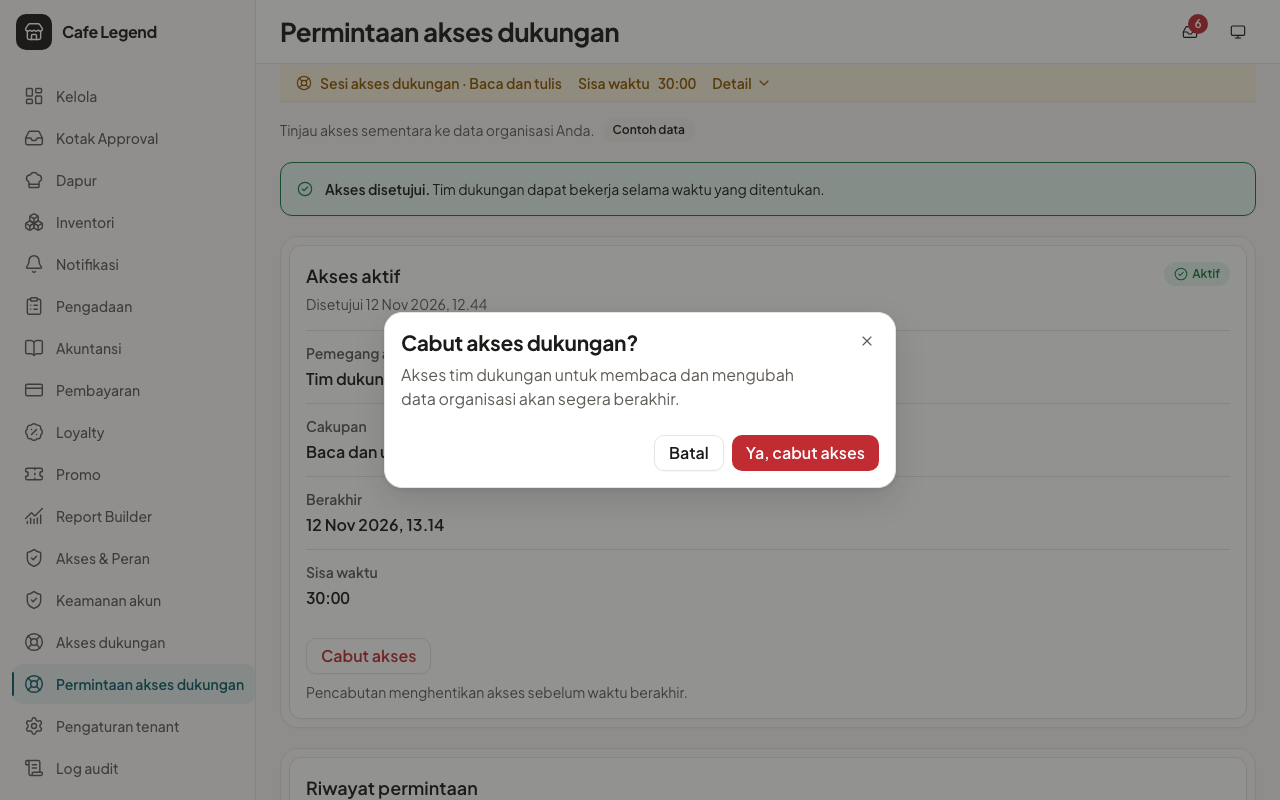 Cafe Legend
Kelola
Kotak Approval
Dapur
Inventori
Notifikasi
Pengadaan
Akuntansi
Pembayaran
Loyalty
Promo
Report Builder
Akses & Peran
Keamanan akun
Akses dukungan
Permintaan akses dukungan
Pengaturan tenant
Log audit
Permintaan akses dukungan
6
Sesi akses dukungan · Baca dan tulis Sisa waktu 30:00 Detail
Tinjau akses sementara ke data organisasi Anda. Contoh data
Akses disetujui. Tim dukungan dapat bekerja selama waktu yang ditentukan.
Akses aktif
Aktif
Disetujui 12 Nov 2026, 12.44
Pemegang
Tim
Cakupan
Baca dan
Berakhir
12 Nov 2026, 13.14
Sisa waktu
30:00
Cabut akses
Pencabutan menghentikan akses sebelum waktu berakhir.
Riwayat permintaan
Cabut akses dukungan?
Akses tim dukungan untuk membaca dan mengubah
data organisasi akan segera berakhir.
Batal
Ya, cabut akses